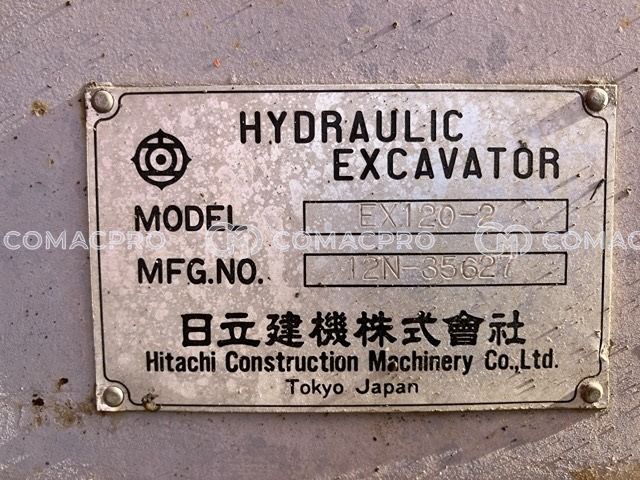 HYDRAULIC
EXCAVATOR
MODEL EX120-2
COMACPRO COMACPRO COMACPRO
MFG.NO. 12N-35627
日立建機株式會社
Hitachi Construction Machinery Co.,Ltd.
Tokyo Japan